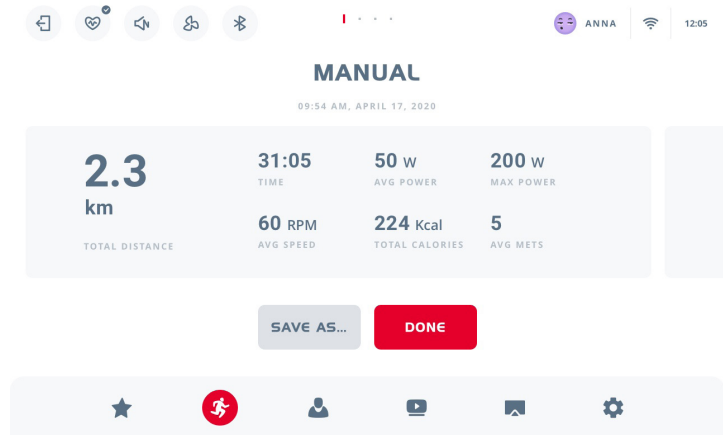 ANNA
12:05
MANUAL
09:54 AM, APRIL 17, 2020
2.3
km
TOTAL DISTANCE
31:05
TIME
50 W
AVG POWER
200 W
MAX POWER
60 RPM
AVG SPEED
224 Kcal
TOTAL CALORIES
5
AVG METS
SAVE AS...
DONE